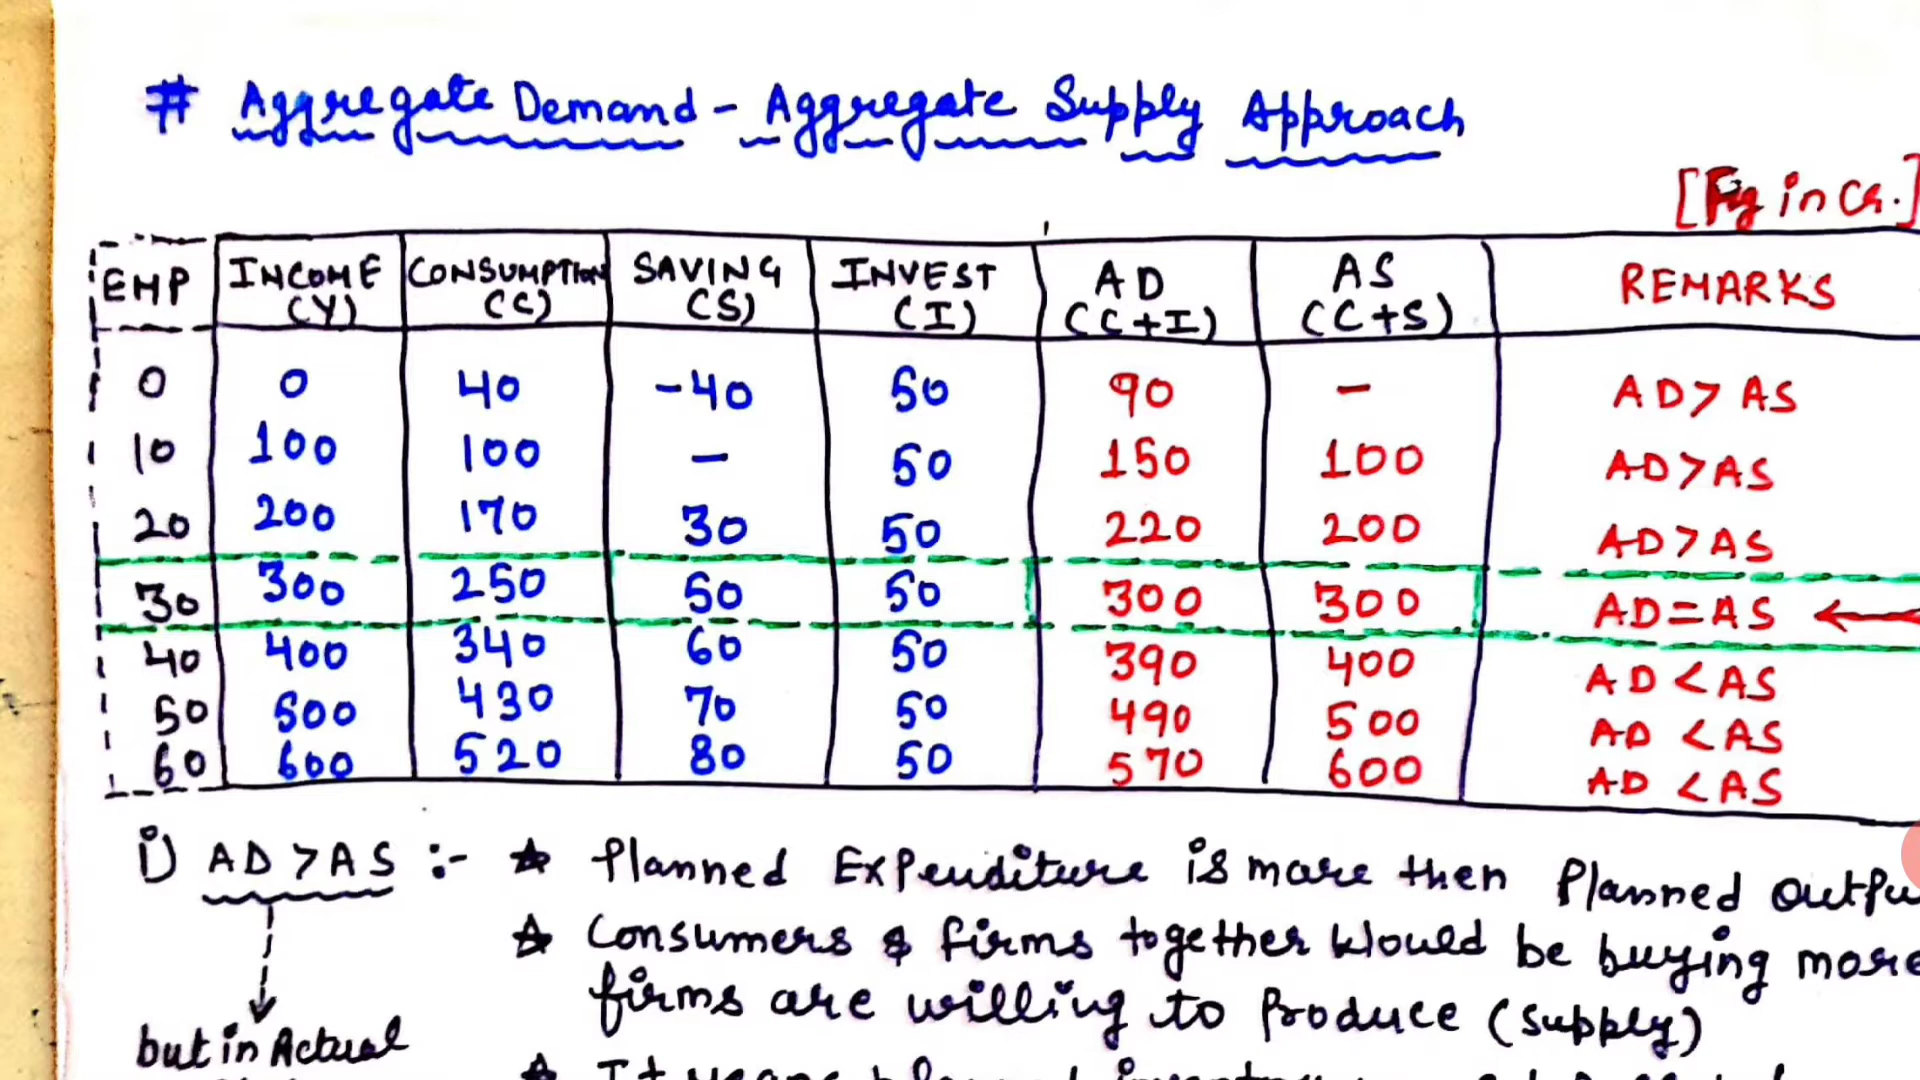 # Aggregate Demand - Aggregate Supply Approach
[Fig in Cr.]
EMP INCOME (Y) CONSUMPTION (C) SAVING (S) INVEST (I) AD (C+I) AS (C+S) REMARKS
0 0 40 -40 50 90 - AD > AS
10 100 100 - 50 150 100 AD > AS
20 200 170 30 50 220 200 AD > AS
30 300 250 50 50 300 300 AD = AS ←
40 400 340 60 50 390 400 AD < AS
50 500 430 70 50 490 500 AD < AS
60 600 520 80 50 570 600 AD < AS
i) AD > AS :- ☆ Planned Expenditure is more then Planned Outpu
☆ Consumers & firms together would be buying more
firms are willing to Produce (supply)
but in Actual